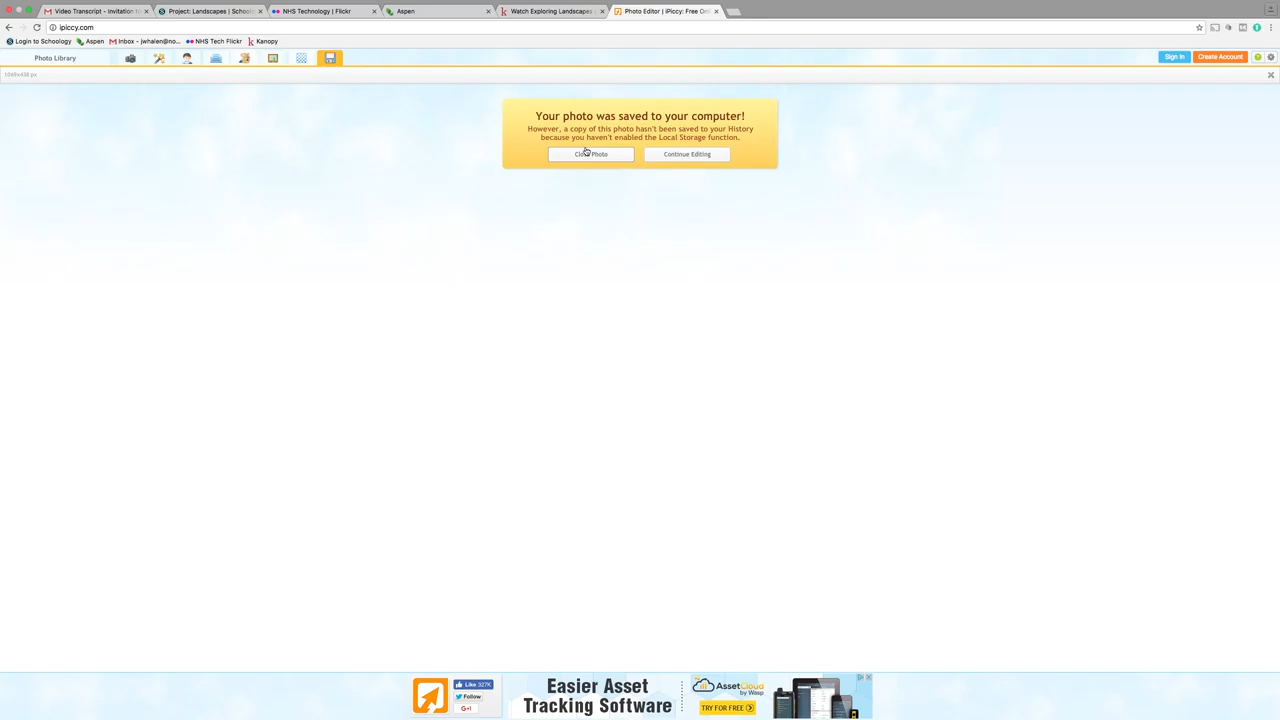 Video Transcript - Invitation
Project: Landscapes | Schoolo
NHS Technology | Flickr
Aspen
Watch Exploring Landscapes
Photo Editor | iPiccy: Free On
ipiccy.com
Login to Schoology Aspen Inbox - jwhalen@no... NHS Tech Flickr Kanopy
Photo Library
Sign In
Create Account
1049x438 px
Your photo was saved to your computer!
However, a copy of this photo hasn't been saved to your History
because you haven't enabled the Local Storage function.
Photo
Continue Editing
Like 327K
Follow
G+1
Easier Asset
Tracking Software
AssetCloud
by Wasp
TRY FOR FREE